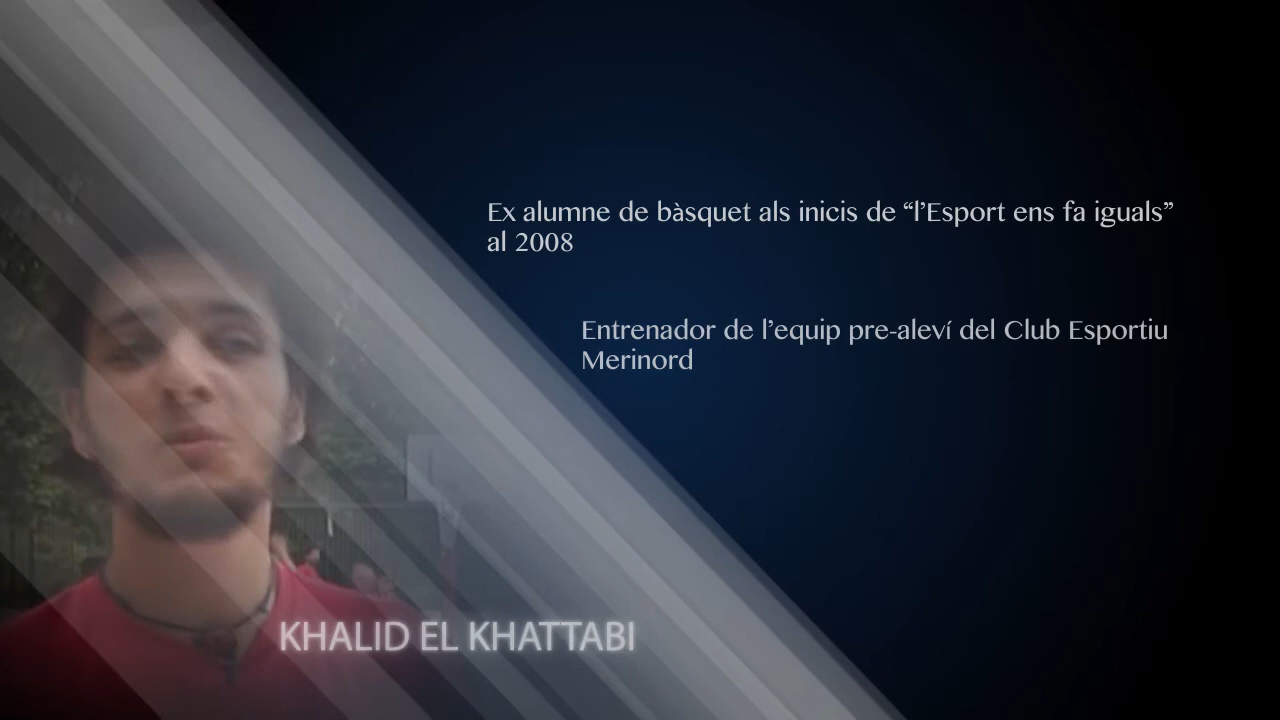 Ex alumne de bàsquet als inicis de “l’Esport ens fa iguals”
al 2008
Entrenador de l’equip pre-aleví del Club Esportiu
Merinord
KHALID EL KHATTABI